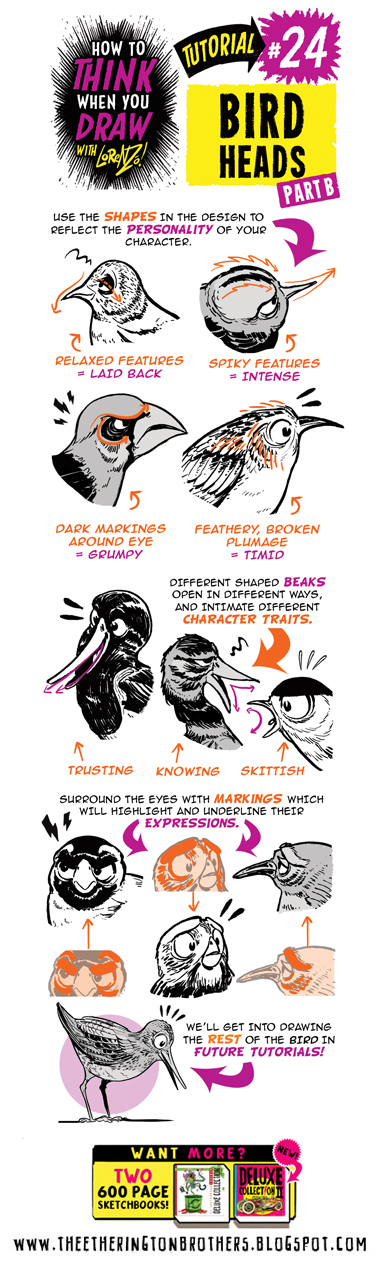 HOW TO
THINK
WHEN YOU
DRAW
WITH LORENZO!
TUTORIAL
#24
BIRD
HEADS
PART B
USE THE SHAPES IN THE DESIGN TO
REFLECT THE PERSONALITY OF YOUR
CHARACTER.
RELAXED FEATURES
= LAID BACK
SPIKY FEATURES
= INTENSE
DARK MARKINGS
AROUND EYE
= GRUMPY
FEATHERY, BROKEN
PLUMAGE
= TIMID
DIFFERENT SHAPED BEAKS
OPEN IN DIFFERENT WAYS,
AND INTIMATE DIFFERENT
CHARACTER TRAITS.
TRUSTING
KNOWING
SKITTISH
SURROUND THE EYES WITH MARKINGS WHICH
WILL HIGHLIGHT AND UNDERLINE THEIR
EXPRESSIONS.
WE'LL GET INTO DRAWING
THE REST OF THE BIRD IN
FUTURE TUTORIALS!
WANT MORE?
NEW!
TWO
600 PAGE
SKETCHBOOKS!
DELUXE COLLECTION
DELUXE
COLLECTION II
WWW.THEETHERINGTONBROTHERS.BLOGSPOT.COM